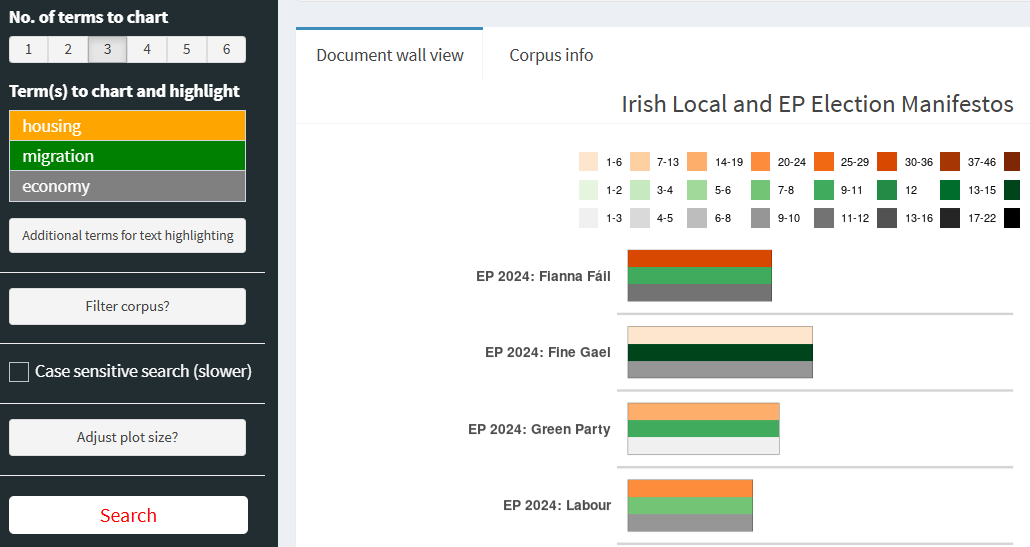 No. of terms to chart
1 2 3 4 5 6
Term(s) to chart and highlight
housing
migration
economy
Additional terms for text highlighting
Filter corpus?
Case sensitive search (slower)
Adjust plot size?
Search
Document wall view Corpus info
Irish Local and EP Election Manifestos
1-6 7-13 14-19 20-24 25-29 30-36 37-46
1-2 3-4 5-6 7-8 9-11 12 13-15
1-3 4-5 6-8 9-10 11-12 13-16 17-22
EP 2024: Fianna Fáil
EP 2024: Fine Gael
EP 2024: Green Party
EP 2024: Labour